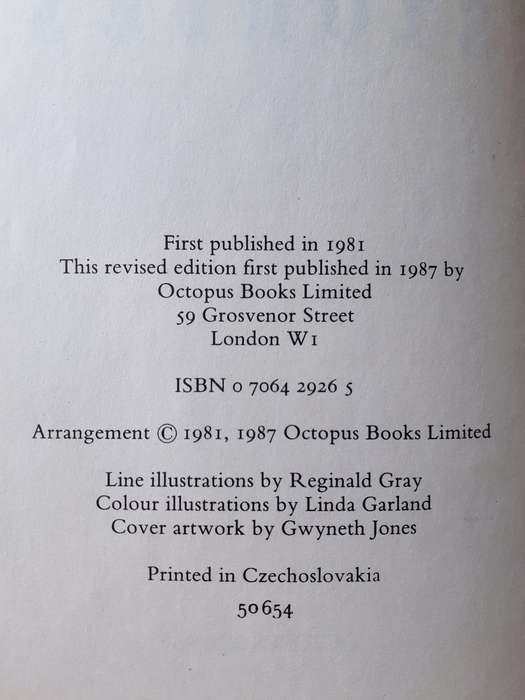 First published in 1981
This revised edition first published in 1987 by
Octopus Books Limited
59 Grosvenor Street
London W1
ISBN 0 7064 2926 5
Arrangement © 1981, 1987 Octopus Books Limited
Line illustrations by Reginald Gray
Colour illustrations by Linda Garland
Cover artwork by Gwyneth Jones
Printed in Czechoslovakia
50654